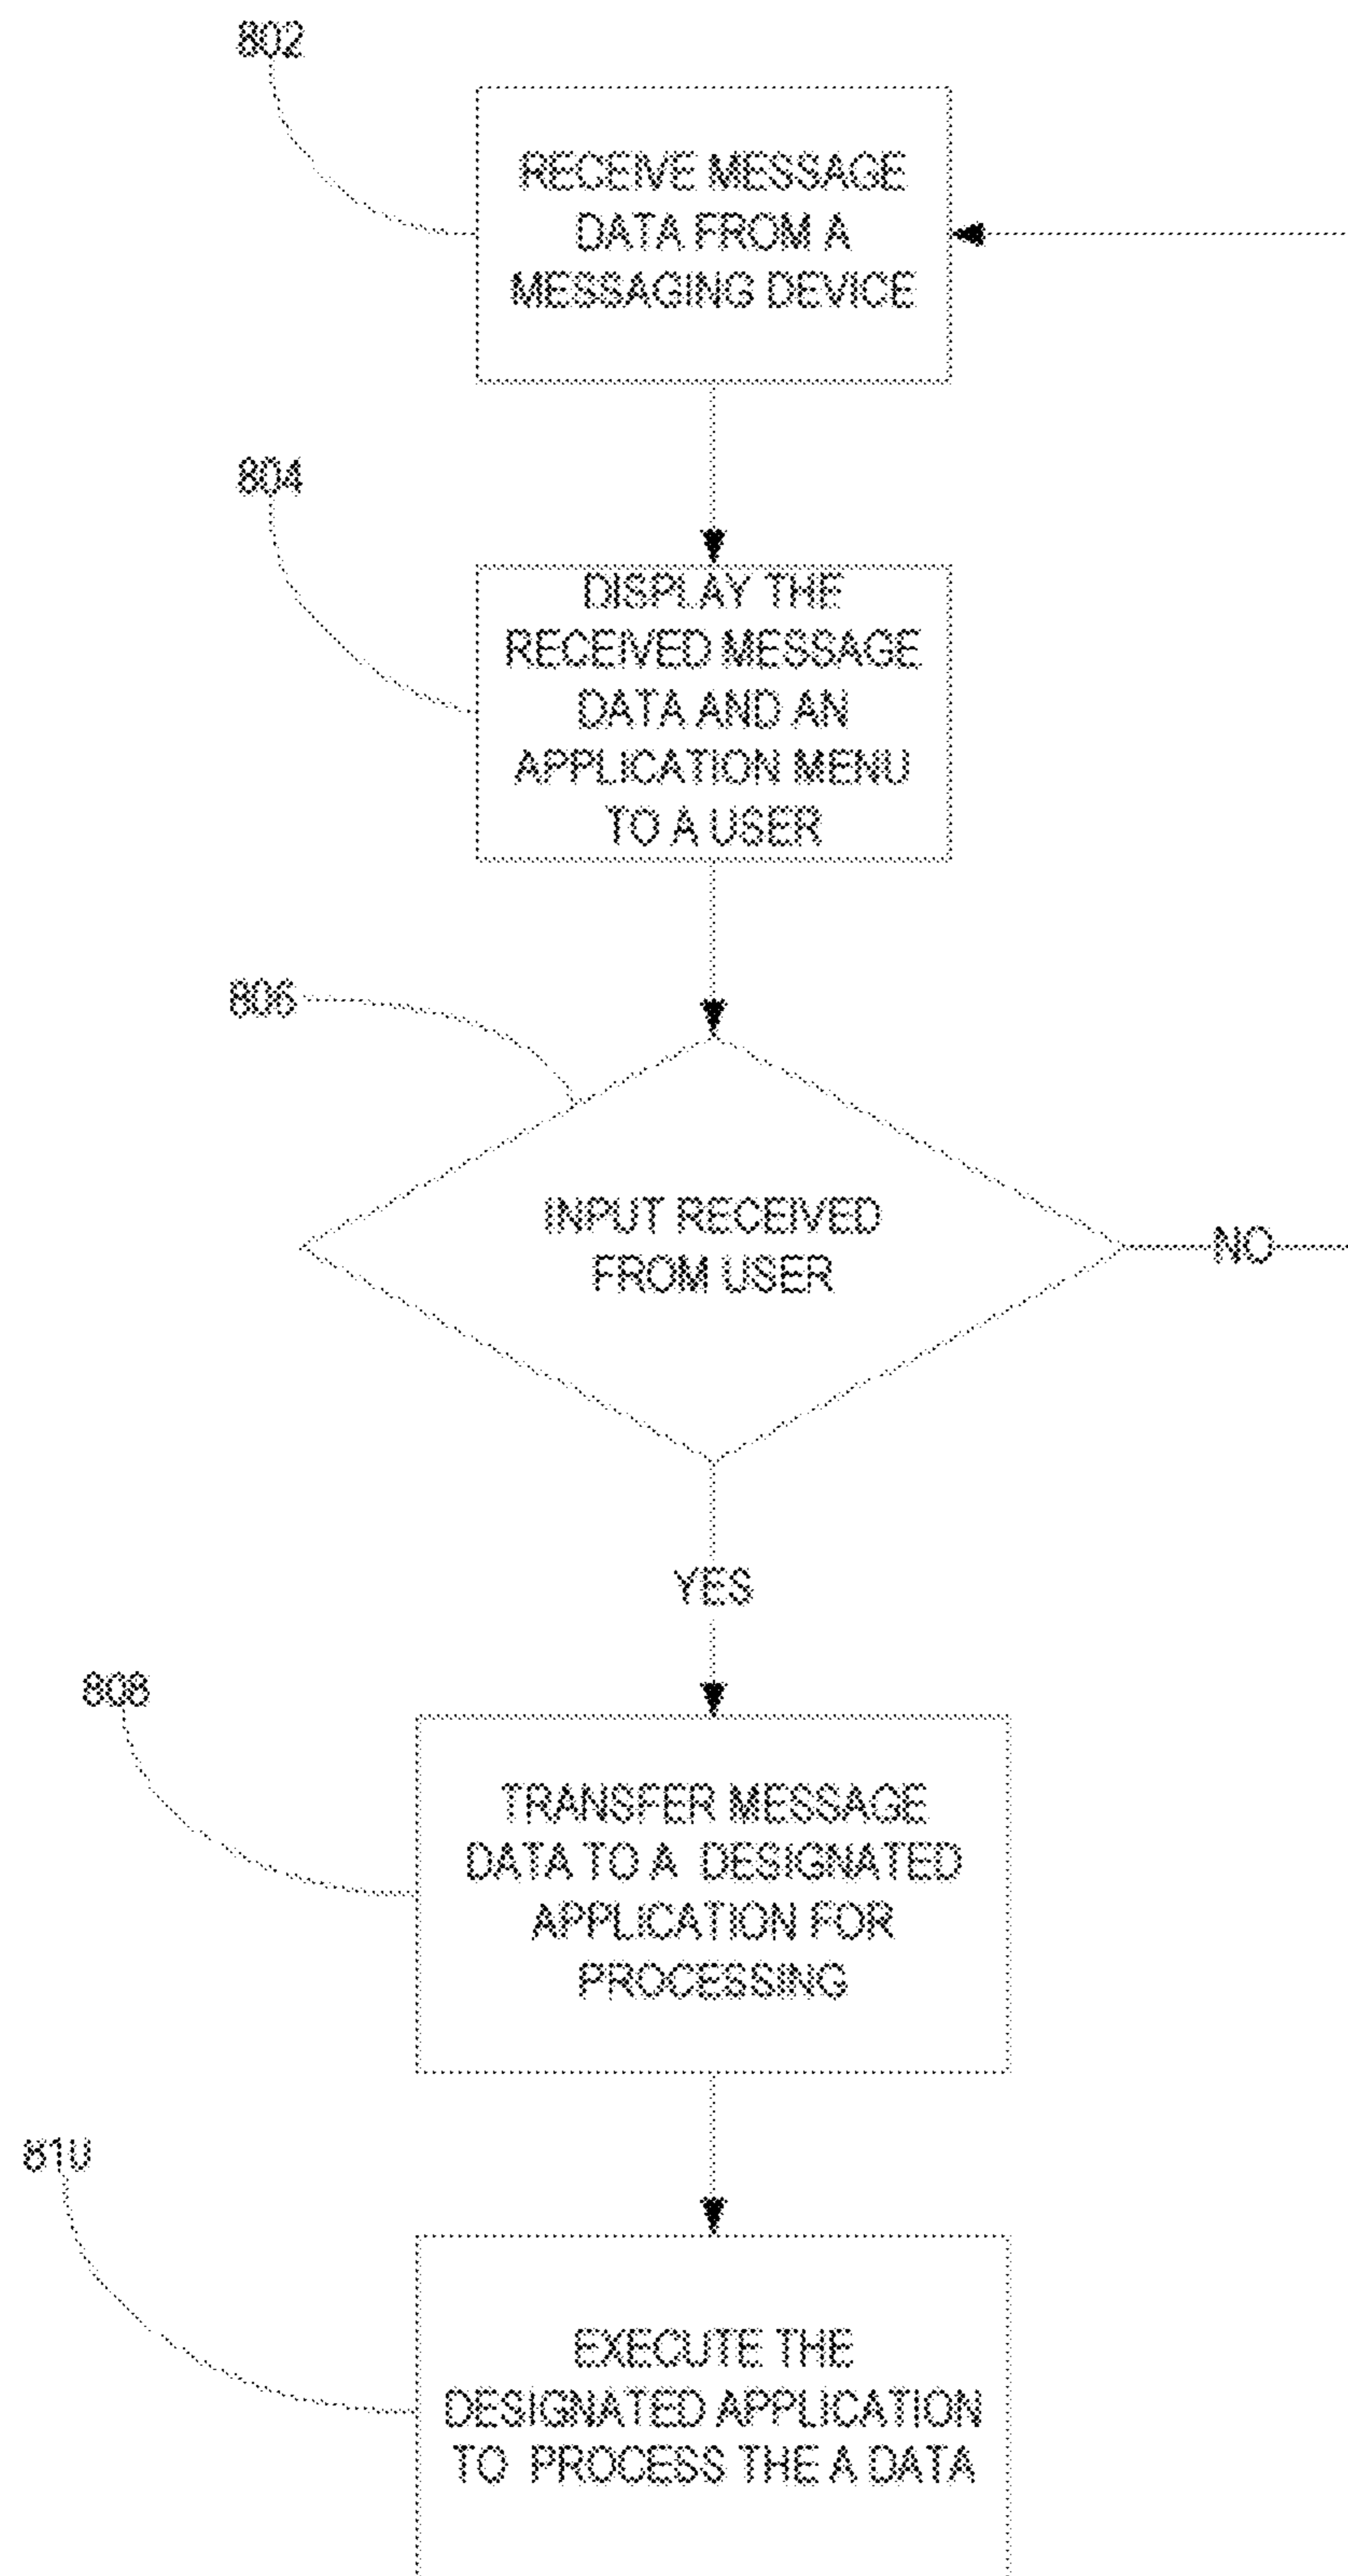 802
RECEIVE MESSAGE
DATA FROM A
MESSAGING DEVICE
804
DISPLAY THE
RECEIVED MESSAGE
DATA AND AN
APPLICATION MENU
TO A USER
806
INPUT RECEIVED
FROM USER
NO
YES
808
TRANSFER MESSAGE
DATA TO A DESIGNATED
APPLICATION FOR
PROCESSING
810
EXECUTE THE
DESIGNATED APPLICATION
TO PROCESS THE A DATA